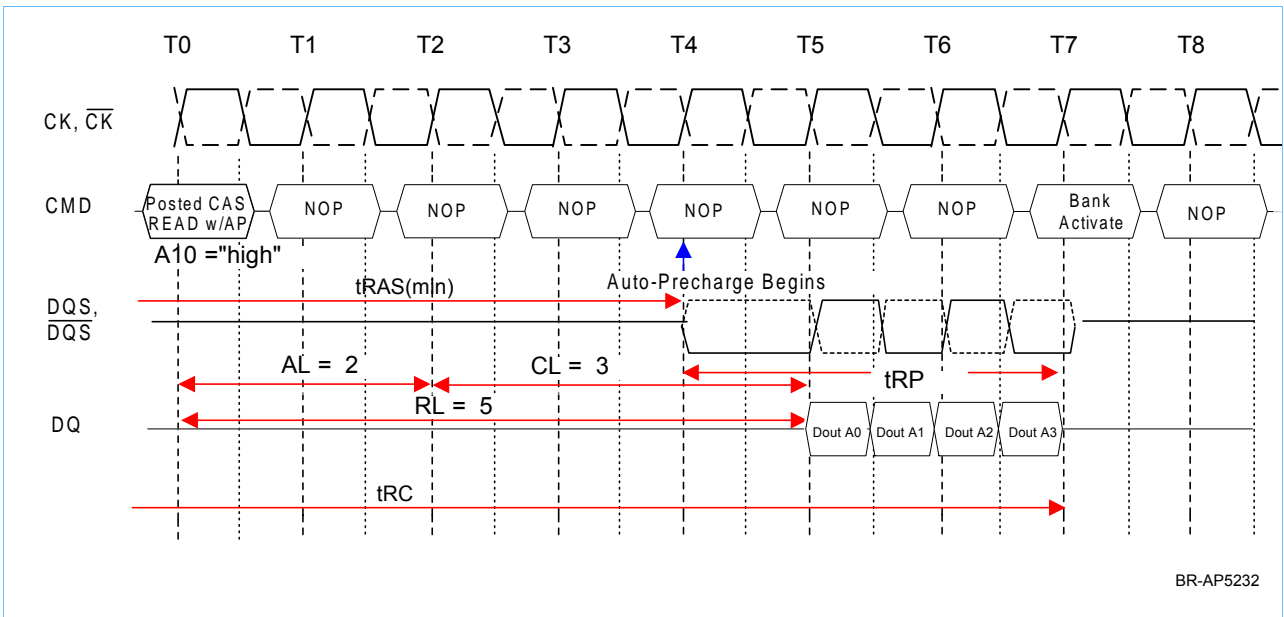 T0 T1 T2 T3 T4 T5 T6 T7 T8
CK, CK
CMD
Posted CAS
READ w/AP
NOP
NOP
NOP
NOP
NOP
NOP
Bank
Activate
NOP
A10 ="high"
Auto-Precharge Begins
tRAS(min)
DQS,
DQS
AL = 2
CL = 3
tRP
RL = 5
DQ
Dout A0
Dout A1
Dout A2
Dout A3
tRC
BR-AP5232